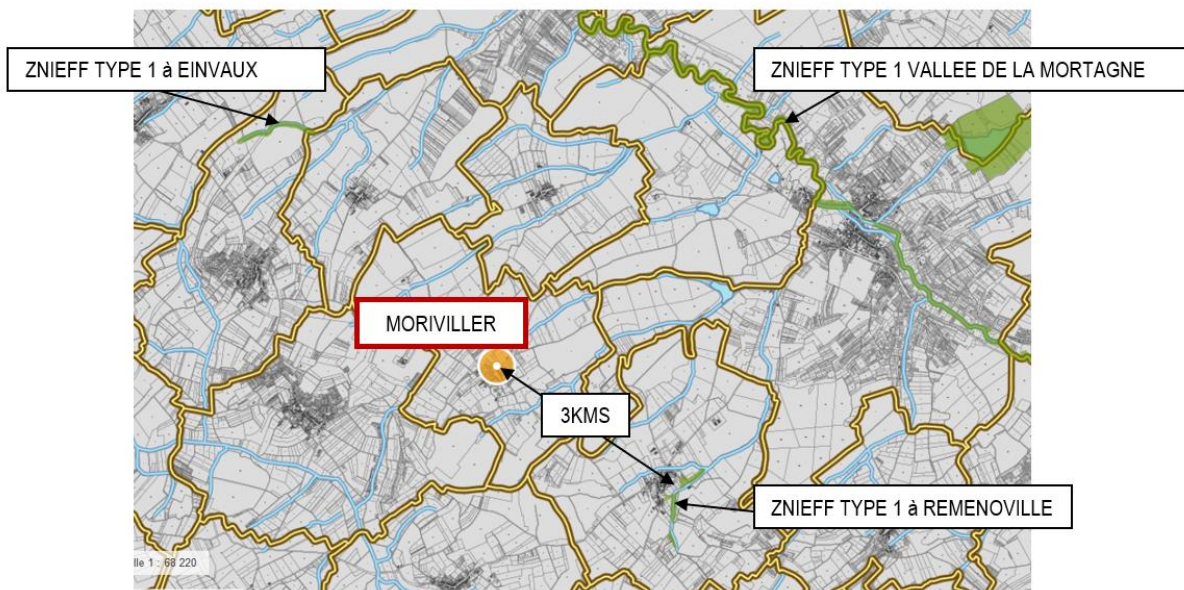 ZNIEFF TYPE 1 à EINVAUX
ZNIEFF TYPE 1 VALLEE DE LA MORTAGNE
MORIVILLER
3KMS
ZNIEFF TYPE 1 à REMENOVILLE
lle 1 : 68 220